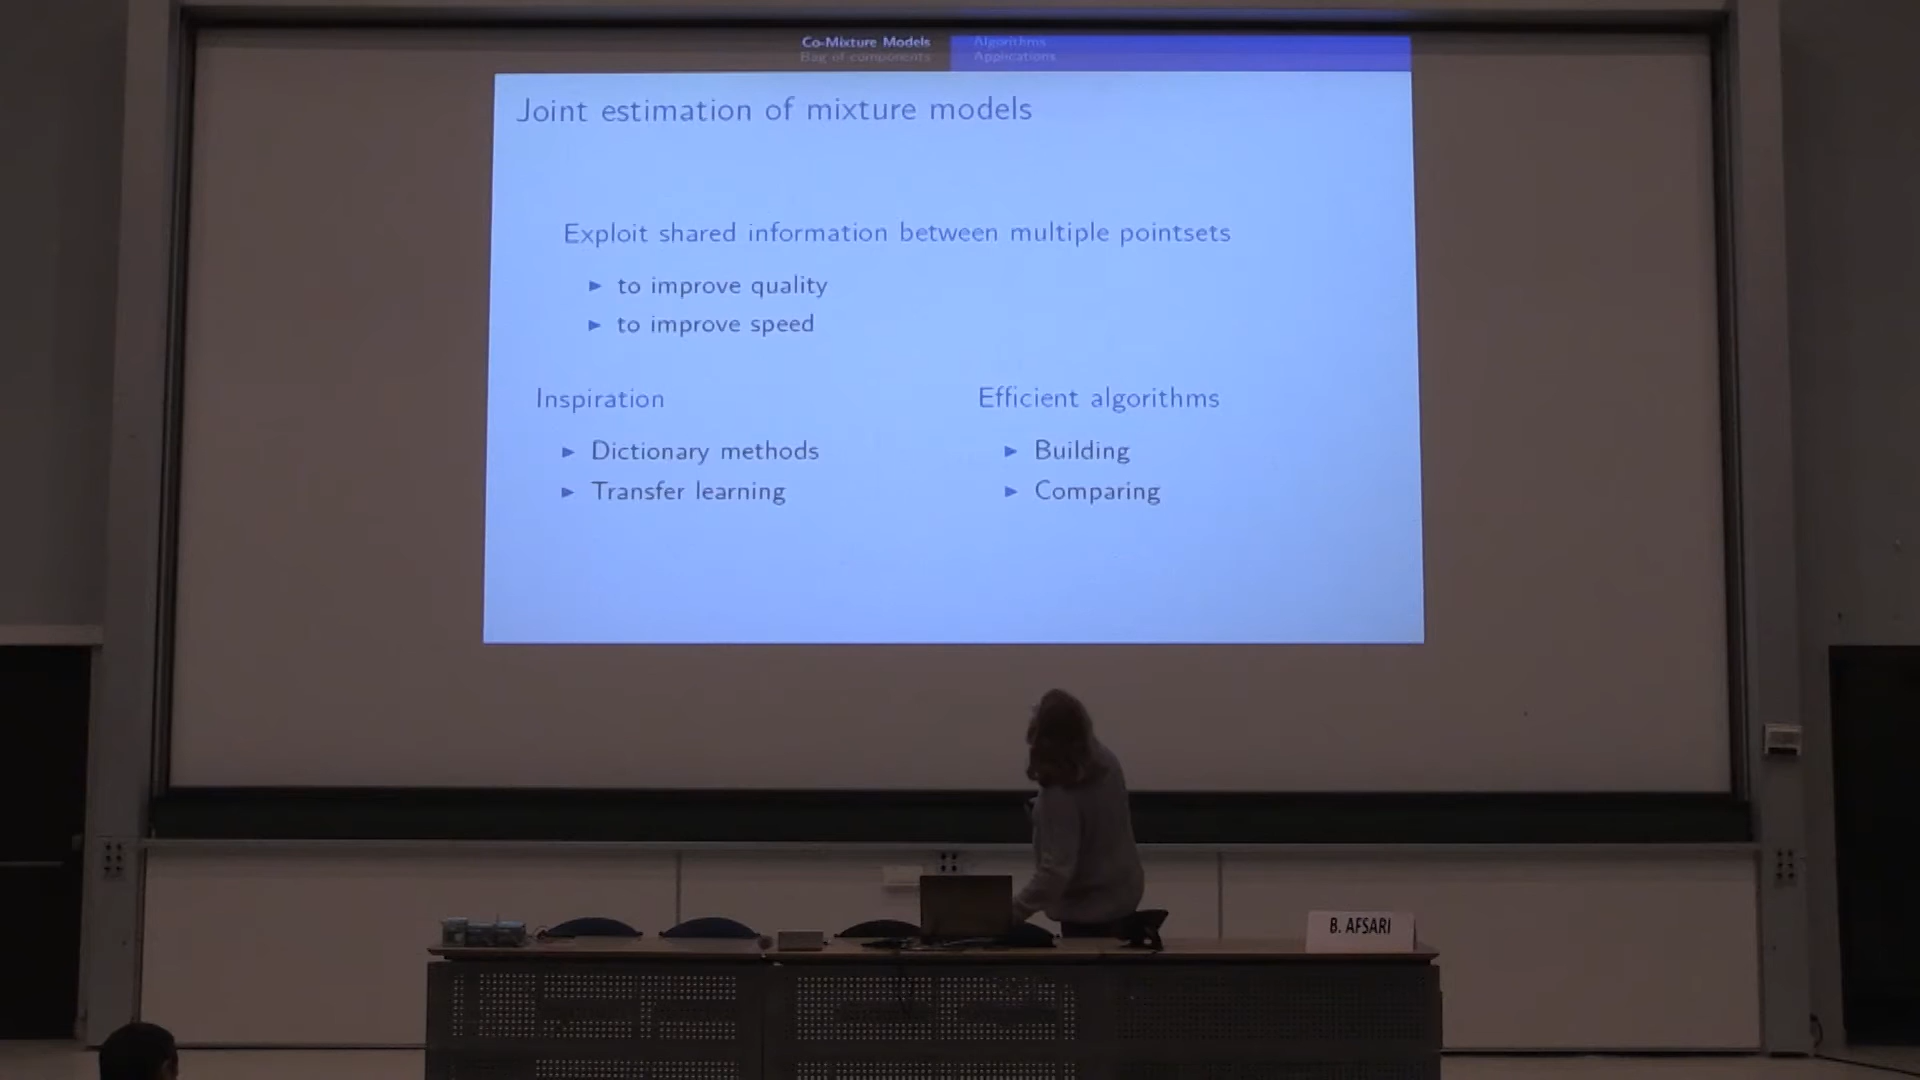 Co-Mixture Models
Bag of components
Algorithms
Applications
Joint estimation of mixture models
Exploit shared information between multiple pointsets
► to improve quality
► to improve speed
Inspiration
► Dictionary methods
► Transfer learning
Efficient algorithms
► Building
► Comparing
B. AFSARI